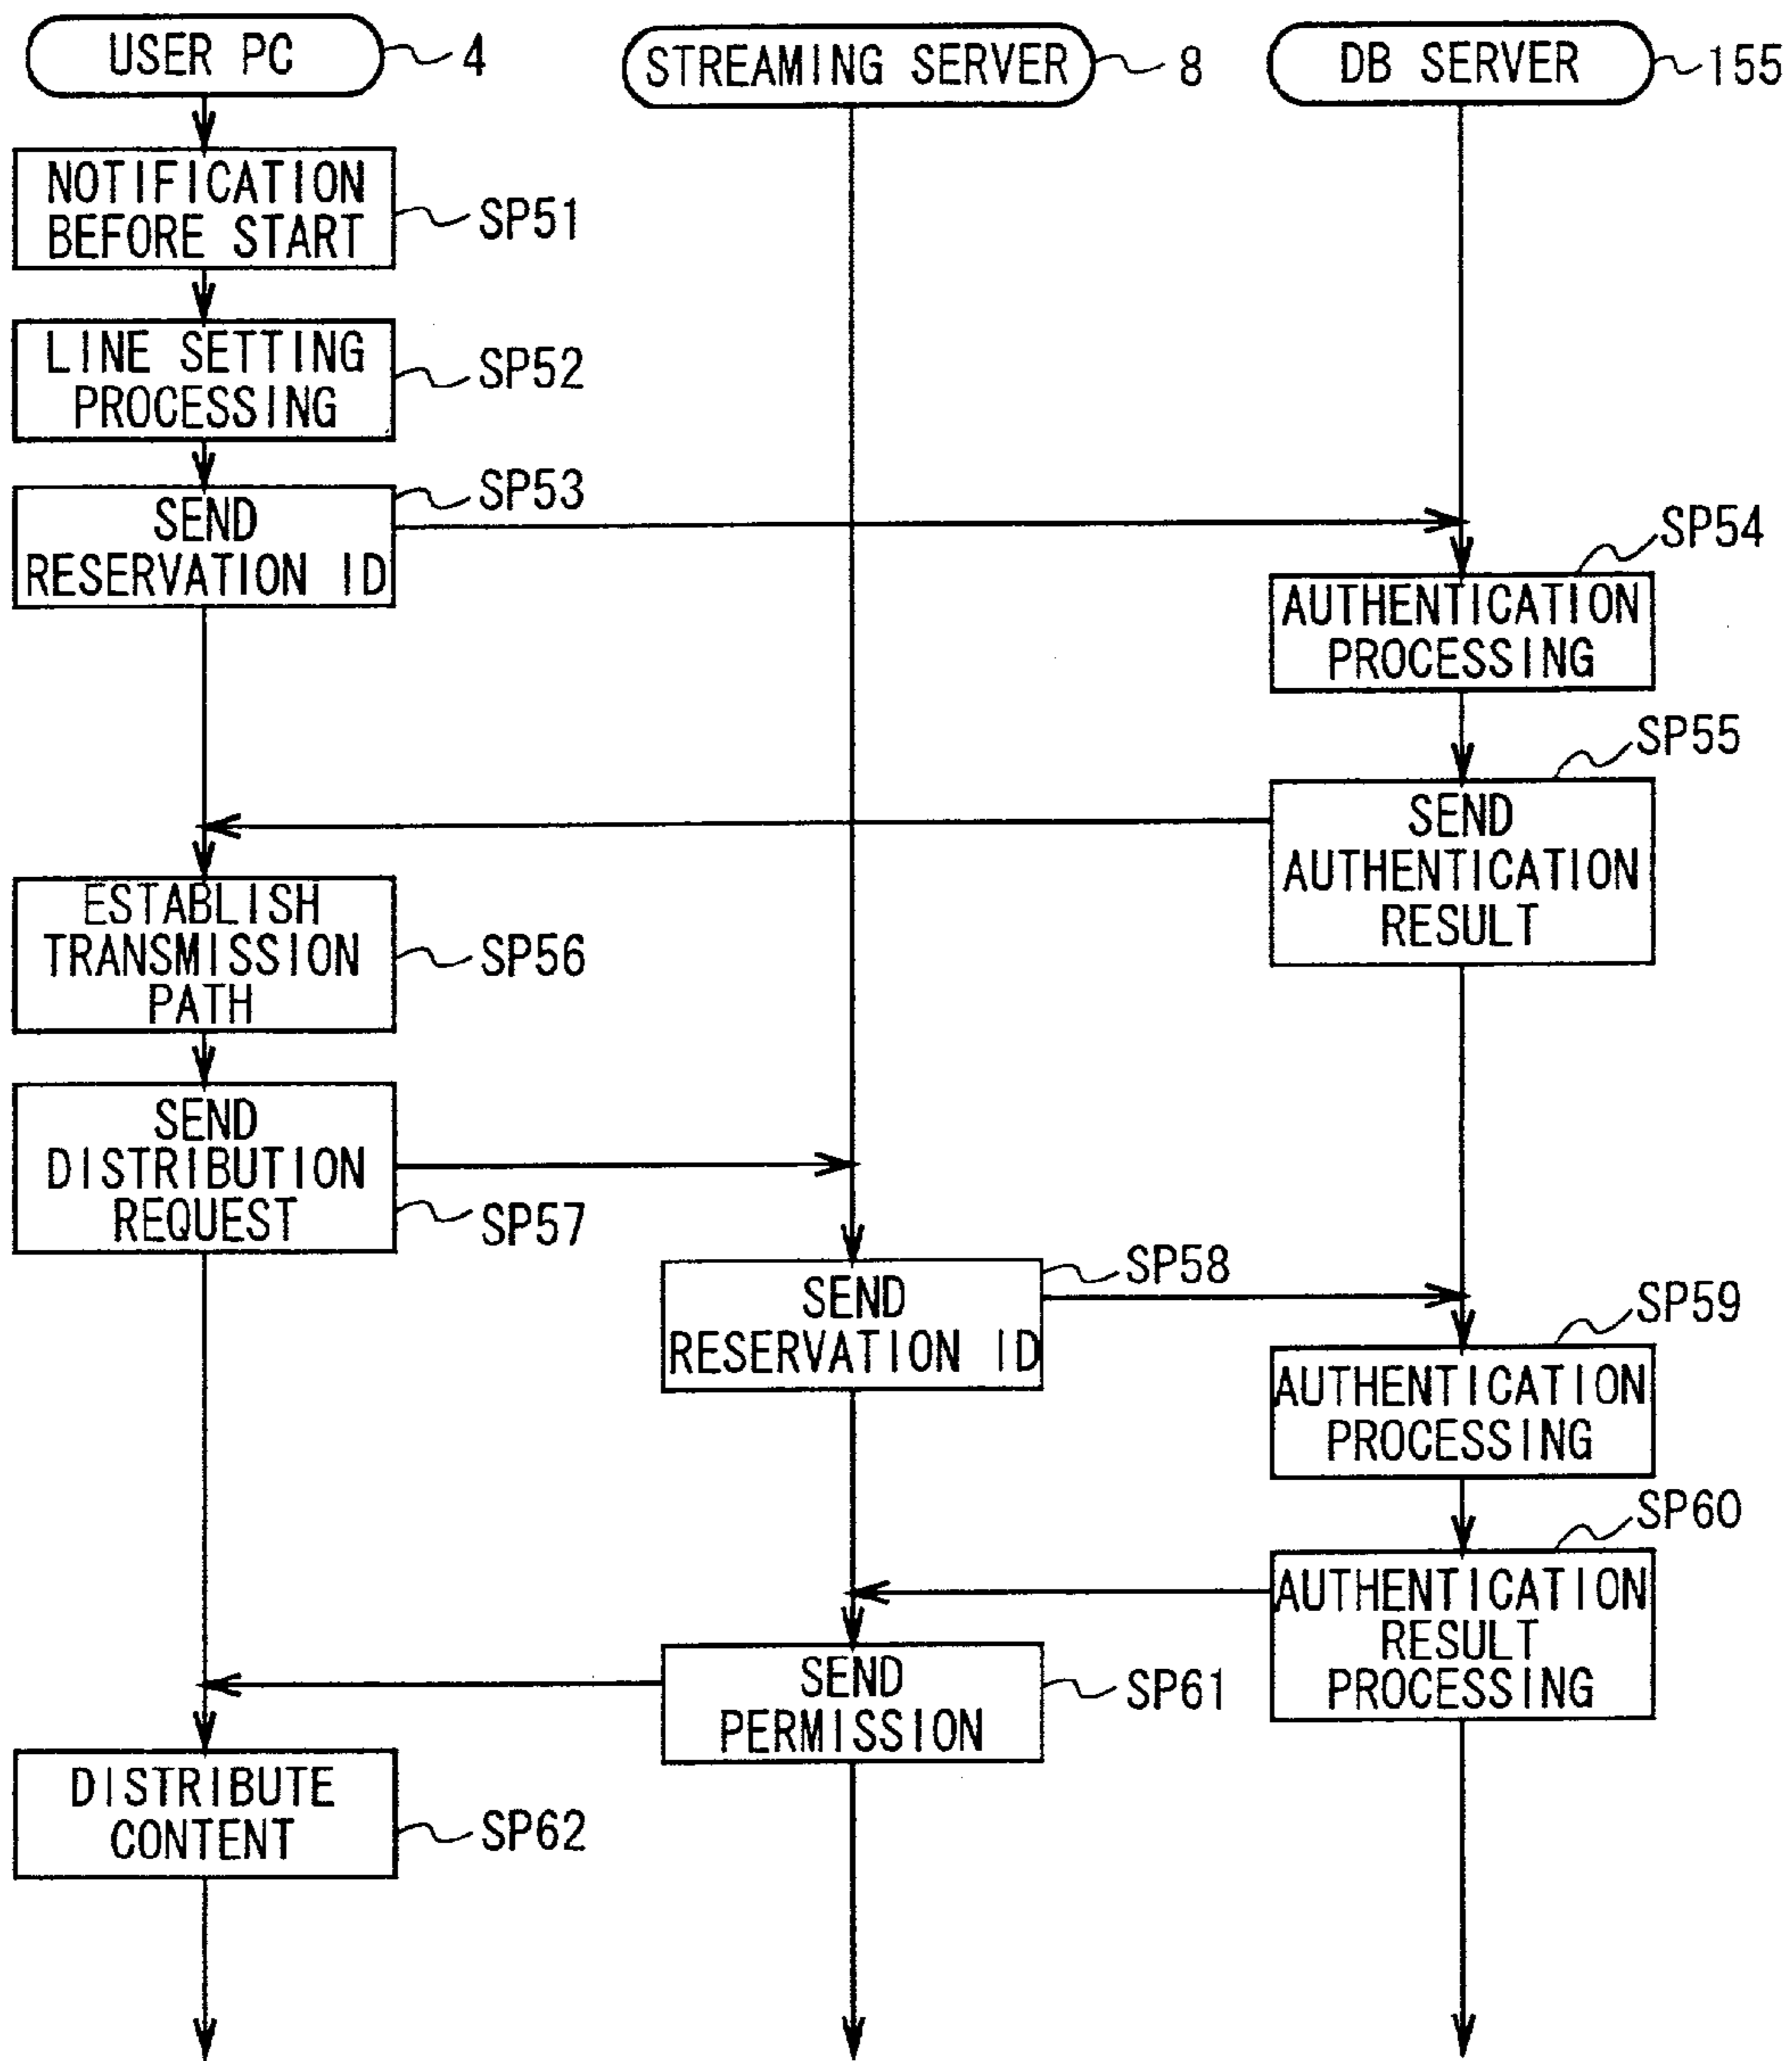 USER PC
4
STREAMING SERVER
8
DB SERVER
155
NOTIFICATION
BEFORE START
SP51
LINE SETTING
PROCESSING
SP52
SEND
RESERVATION ID
SP53
AUTHENTICATION
PROCESSING
SP54
SEND
AUTHENTICATION
RESULT
SP55
ESTABLISH
TRANSMISSION
PATH
SP56
SEND
DISTRIBUTION
REQUEST
SP57
SEND
RESERVATION ID
SP58
AUTHENTICATION
PROCESSING
SP59
AUTHENTICATION
RESULT
PROCESSING
SP60
SEND
PERMISSION
SP61
DISTRIBUTE
CONTENT
SP62